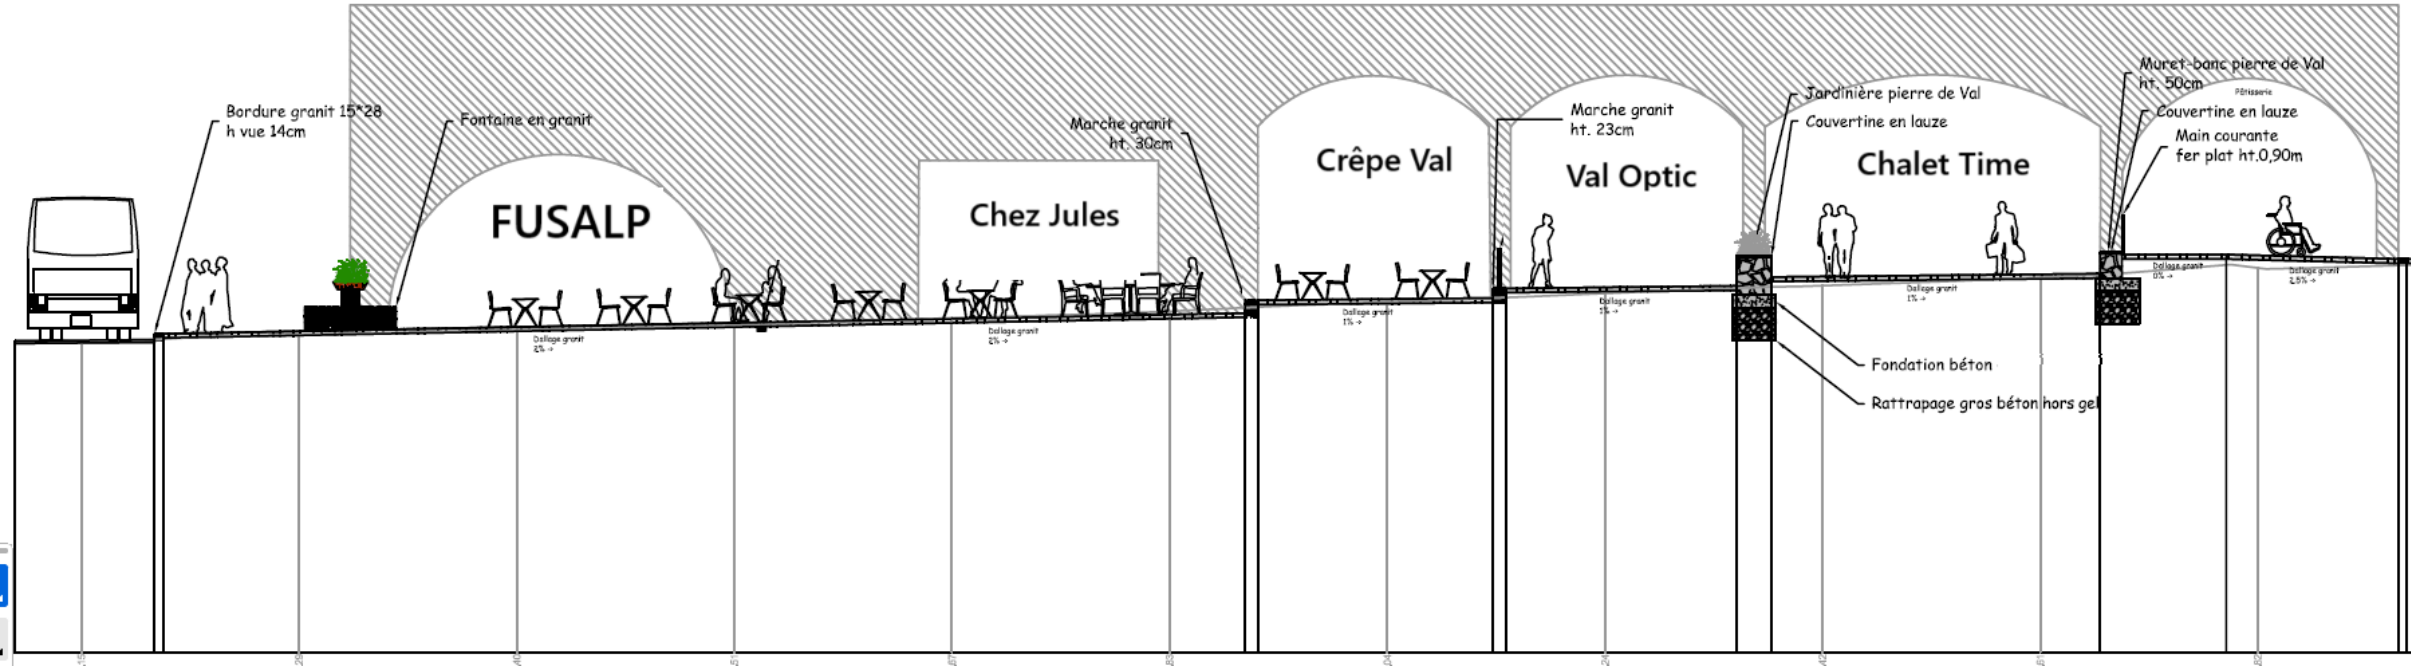 Bordure granit 15*28
h vue 14cm
Fontaine en granit
FUSALP
Chez Jules
Marche granit
ht. 30cm
Crêpe Val
Marche granit
ht. 23cm
Val Optic
Jardinière pierre de Val
Couvertine en lauze
Chalet Time
Muret-banc pierre de Val
ht. 50cm
Pâtisserie
Couvertine en lauze
Main courante
fer plat ht.0,90m
Dallage granit
2% →
Dallage granit
2% →
Dallage granit
1% →
Dallage granit
1% →
Dallage granit
1% →
Dallage granit
0% →
Dallage granit
2,5% →
Fondation béton
Rattrapage gros béton hors gel